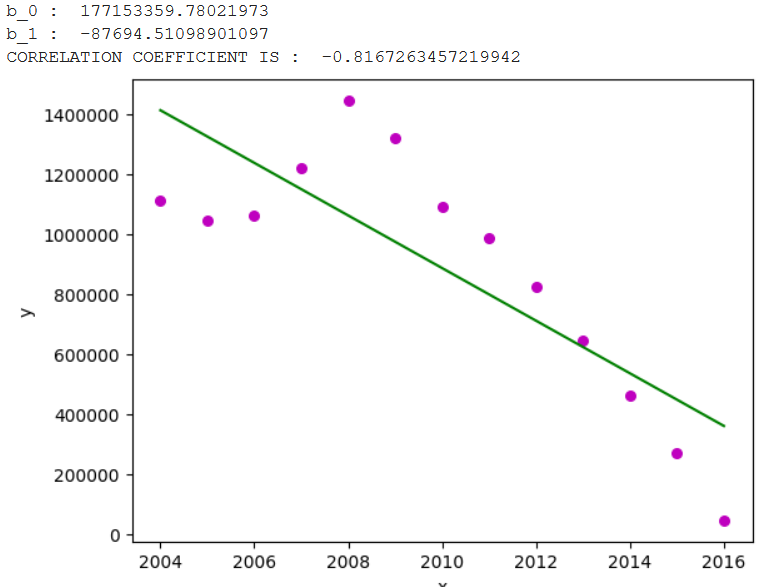 b_0 :  177153359.78021973
b_1 :  -87694.51098901097
CORRELATION COEFFICIENT IS :  -0.8167263457219942
1400000
1200000
1000000
800000
600000
400000
200000
0
y
2004 2006 2008 2010 2012 2014 2016
x